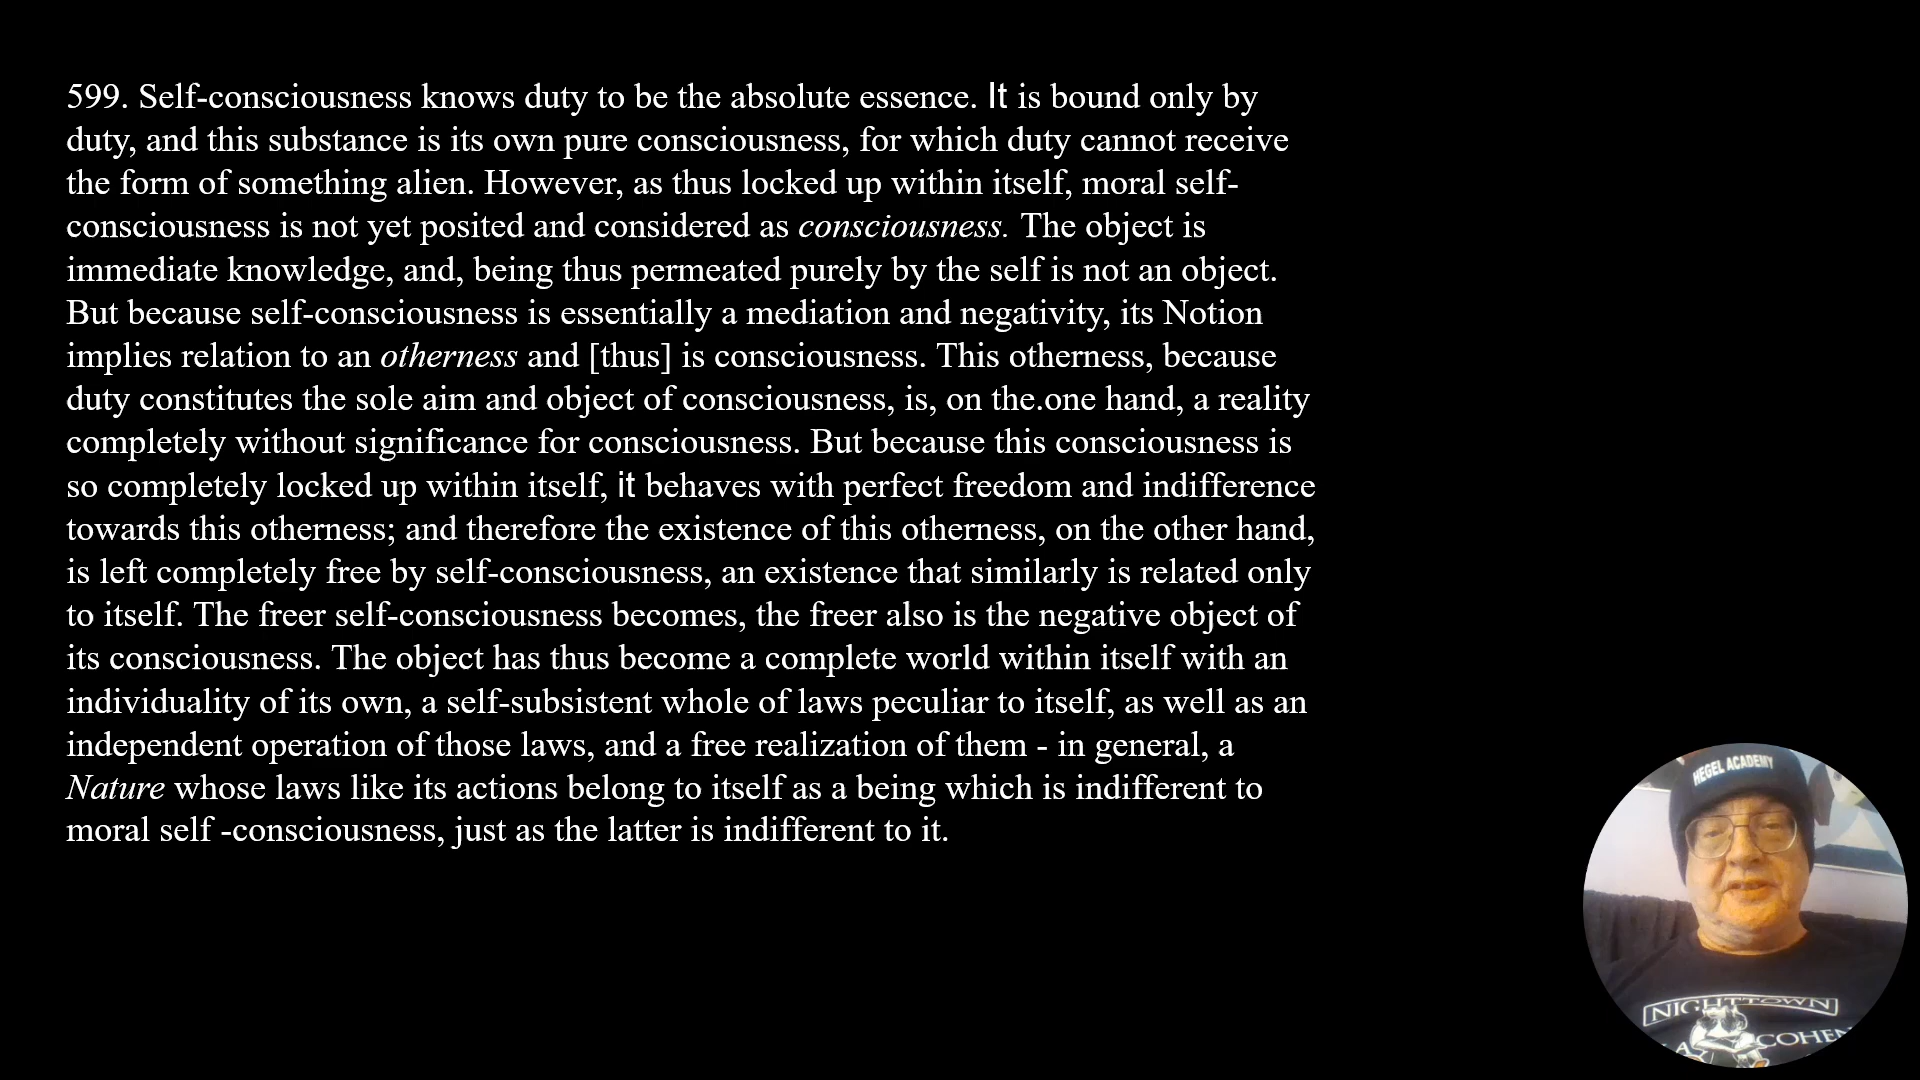 599. Self-consciousness knows duty to be the absolute essence. It is bound only by
duty, and this substance is its own pure consciousness, for which duty cannot receive
the form of something alien. However, as thus locked up within itself, moral self-
consciousness is not yet posited and considered as consciousness. The object is
immediate knowledge, and, being thus permeated purely by the self is not an object.
But because self-consciousness is essentially a mediation and negativity, its Notion
implies relation to an otherness and [thus] is consciousness. This otherness, because
duty constitutes the sole aim and object of consciousness, is, on the.one hand, a reality
completely without significance for consciousness. But because this consciousness is
so completely locked up within itself, it behaves with perfect freedom and indifference
towards this otherness; and therefore the existence of this otherness, on the other hand,
is left completely free by self-consciousness, an existence that similarly is related only
to itself. The freer self-consciousness becomes, the freer also is the negative object of
its consciousness. The object has thus become a complete world within itself with an
individuality of its own, a self-subsistent whole of laws peculiar to itself, as well as an
independent operation of those laws, and a free realization of them - in general, a
Nature whose laws like its actions belong to itself as a being which is indifferent to
moral self -consciousness, just as the latter is indifferent to it.
HEGEL ACADEMY
NIGHTTOWN
COHEN